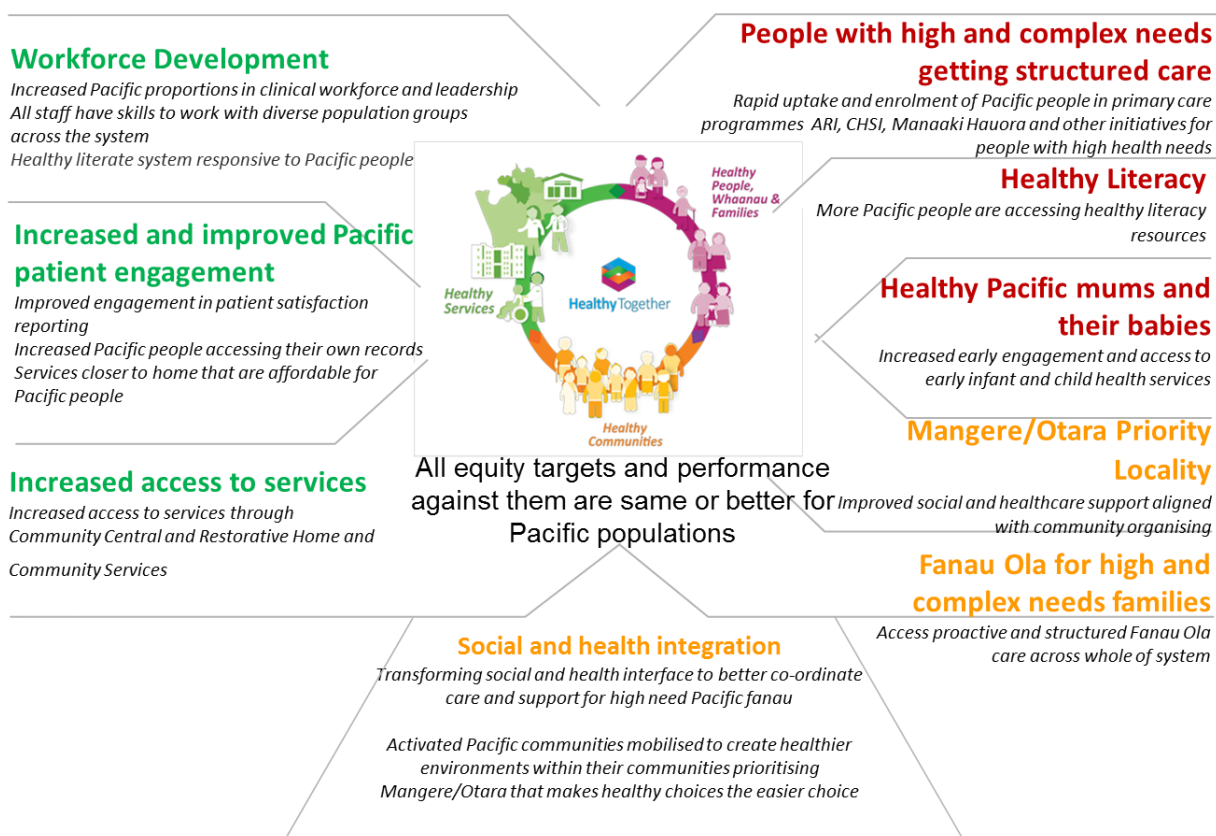 Workforce Development
Increased Pacific proportions in clinical workforce and leadership
All staff have skills to work with diverse population groups
across the system
Healthy literate system responsive to Pacific people
Increased and improved Pacific
patient engagement
Improved engagement in patient satisfaction
reporting
Increased Pacific people accessing their own records
Services closer to home that are affordable for
Pacific people
Increased access to services
Increased access to services through
Community Central and Restorative Home and
Community Services
Healthy
People,
Whaanau &
Families
Healthy
Services
HealthyTogether
Healthy
Communities
All equity targets and performance
against them are same or better for
Pacific populations
People with high and complex needs
getting structured care
Rapid uptake and enrolment of Pacific people in primary care
programmes ARI, CHSI, Manaaki Hauora and other initiatives for
people with high health needs
Healthy Literacy
More Pacific people are accessing healthy literacy
resources
Healthy Pacific mums and
their babies
Increased early engagement and access to
early infant and child health services
Mangere/Otara Priority
Locality
Improved social and healthcare support aligned
with community organising
Fanau Ola for high and
complex needs families
Access proactive and structured Fanau Ola
care across whole of system
Social and health integration
Transforming social and health interface to better co-ordinate
care and support for high need Pacific fanau
Activated Pacific communities mobilised to create healthier
environments within their communities prioritising
Mangere/Otara that makes healthy choices the easier choice